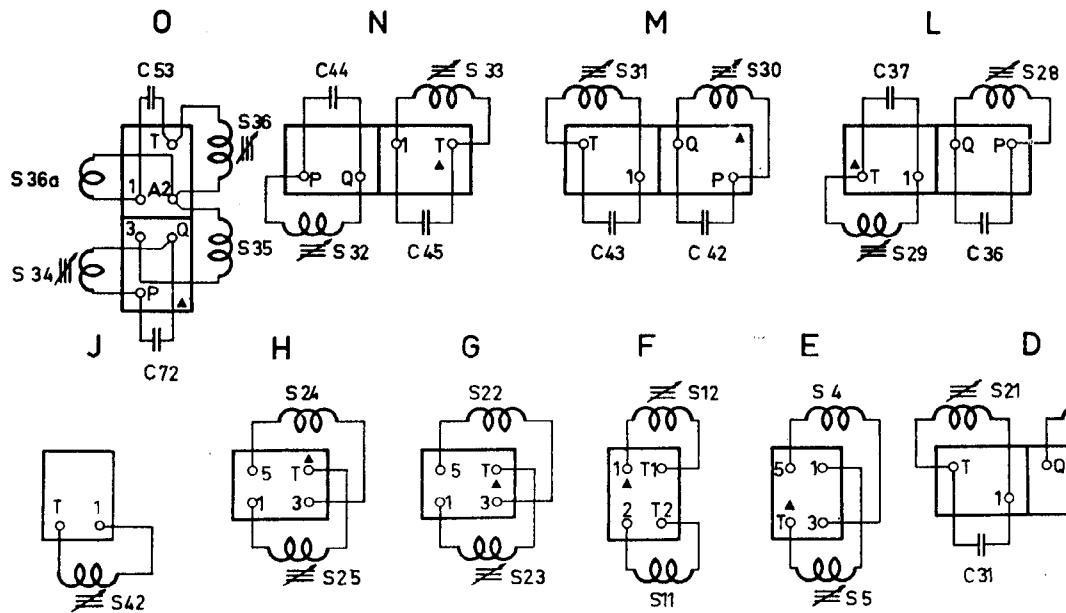 O N M L
C53 C44 S33 S31 S30 C37 S28
S36
T 1 T T Q Q P
S36a 1 A2 P Q 1 P T 1
3 Q S35
S34 S32 C45 C43 C42 S29 C36
P
J C72 H G F E D
S24 S22 S12 S4 S21
5 T 5 T 1 T1 5 1 T Q
1 3 1 3 2 T2 T 3 1
T 1
C31
S42 S25 S23 S11 S5